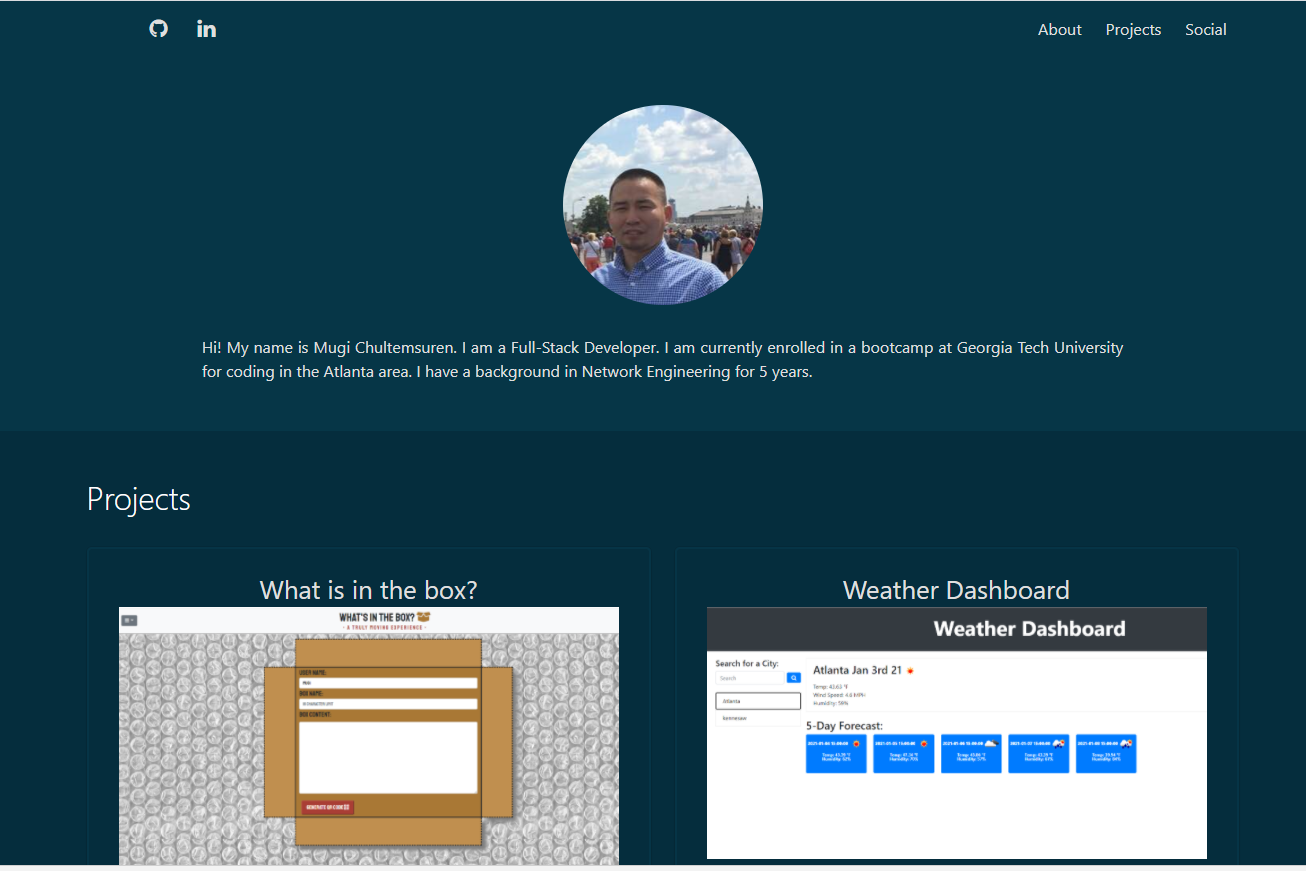 in
About Projects Social
Hi! My name is Mugi Chultemsuren. I am a Full-Stack Developer. I am currently enrolled in a bootcamp at Georgia Tech University
for coding in the Atlanta area. I have a background in Network Engineering for 5 years.
Projects
What is in the box?
WHAT'S IN THE BOX?
- A TRULY MOVING EXPERIENCE -
USER NAME:
BOX NAME:
BOX CONTENT:
GENERATE QR CODE
Weather Dashboard
Weather Dashboard
Search for a City:
Search
Atlanta
kennesaw
Atlanta Jan 3rd 21
Temp: 43.63 °F
Wind Speed: 4.8 MPH
Humidity: 58%
5-Day Forecast: